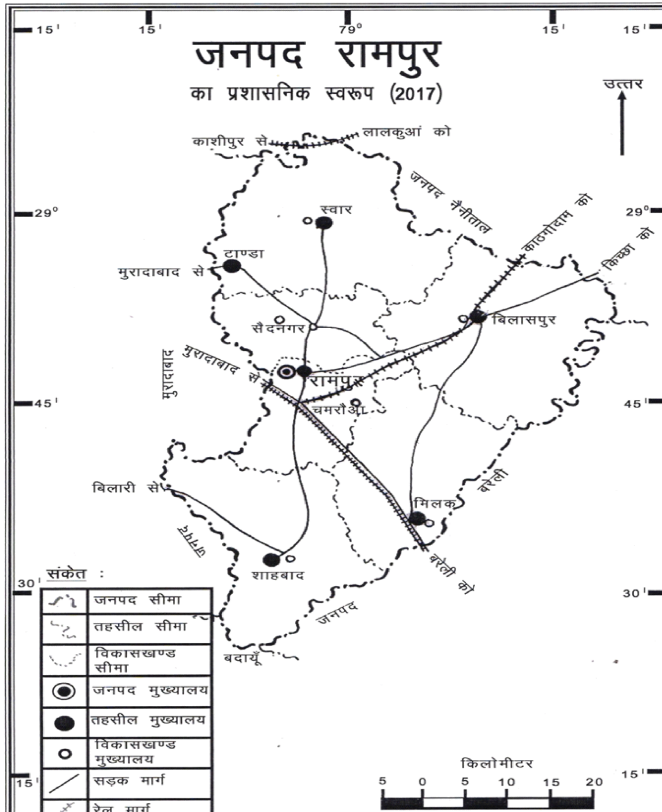 15'
15'
79°
15'
15'
जनपद रामपुर
का प्रशासनिक स्वरूप (2017)
उत्तर
काशीपुर से
लालकुआं को
जनपद नैनीताल
29°
29°
स्वार
काठगोदाम को
किच्छा को
टाण्डा
मुरादाबाद से
सैदनगर
बिलासपुर
मुरादाबाद
मुरादाबाद से
रामपुर
45'
चमरौआ
45'
बिलारी से
बरेली
मिलक
जनपद
शाहबाद
बरेली को
30'
30'
जनपद
बदायूँ
संकेत :
जनपद सीमा
तहसील सीमा
विकासखण्ड
सीमा
जनपद मुख्यालय
तहसील मुख्यालय
विकासखण्ड
मुख्यालय
सड़क मार्ग
रेल मार्ग
15'
15'
किलोमीटर
5 0 5 10 15 20